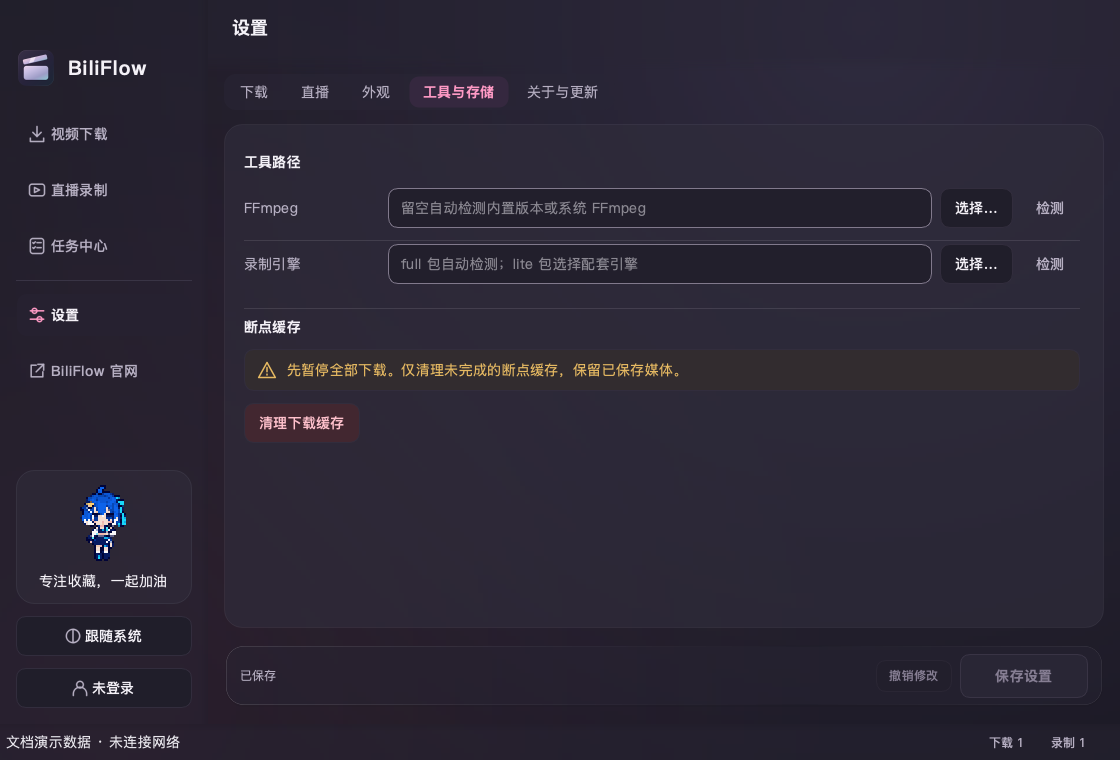 设置
BiliFlow
下载 直播 外观 工具与存储 关于与更新
视频下载
直播录制
任务中心
设置
BiliFlow 官网
工具路径
FFmpeg 留空自动检测内置版本或系统 FFmpeg 选择... 检测
录制引擎 full 包自动检测；lite 包选择配套引擎 选择... 检测
断点缓存
先暂停全部下载。仅清理未完成的断点缓存，保留已保存媒体。
清理下载缓存
专注收藏，一起加油
跟随系统
未登录
已保存 撤销修改 保存设置
文档演示数据 · 未连接网络 下载 1 录制 1